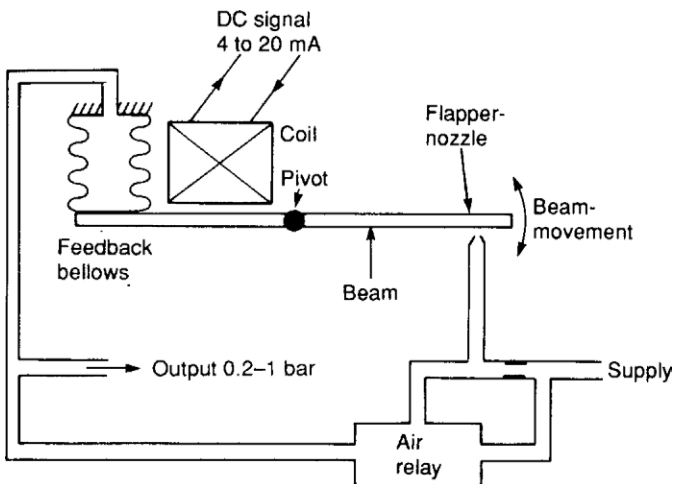 DC signal
4 to 20 mA
Coil
Flapper-
nozzle
Pivot
Beam-
movement
Feedback
bellows
Beam
Output 0.2–1 bar
Supply
Air
relay